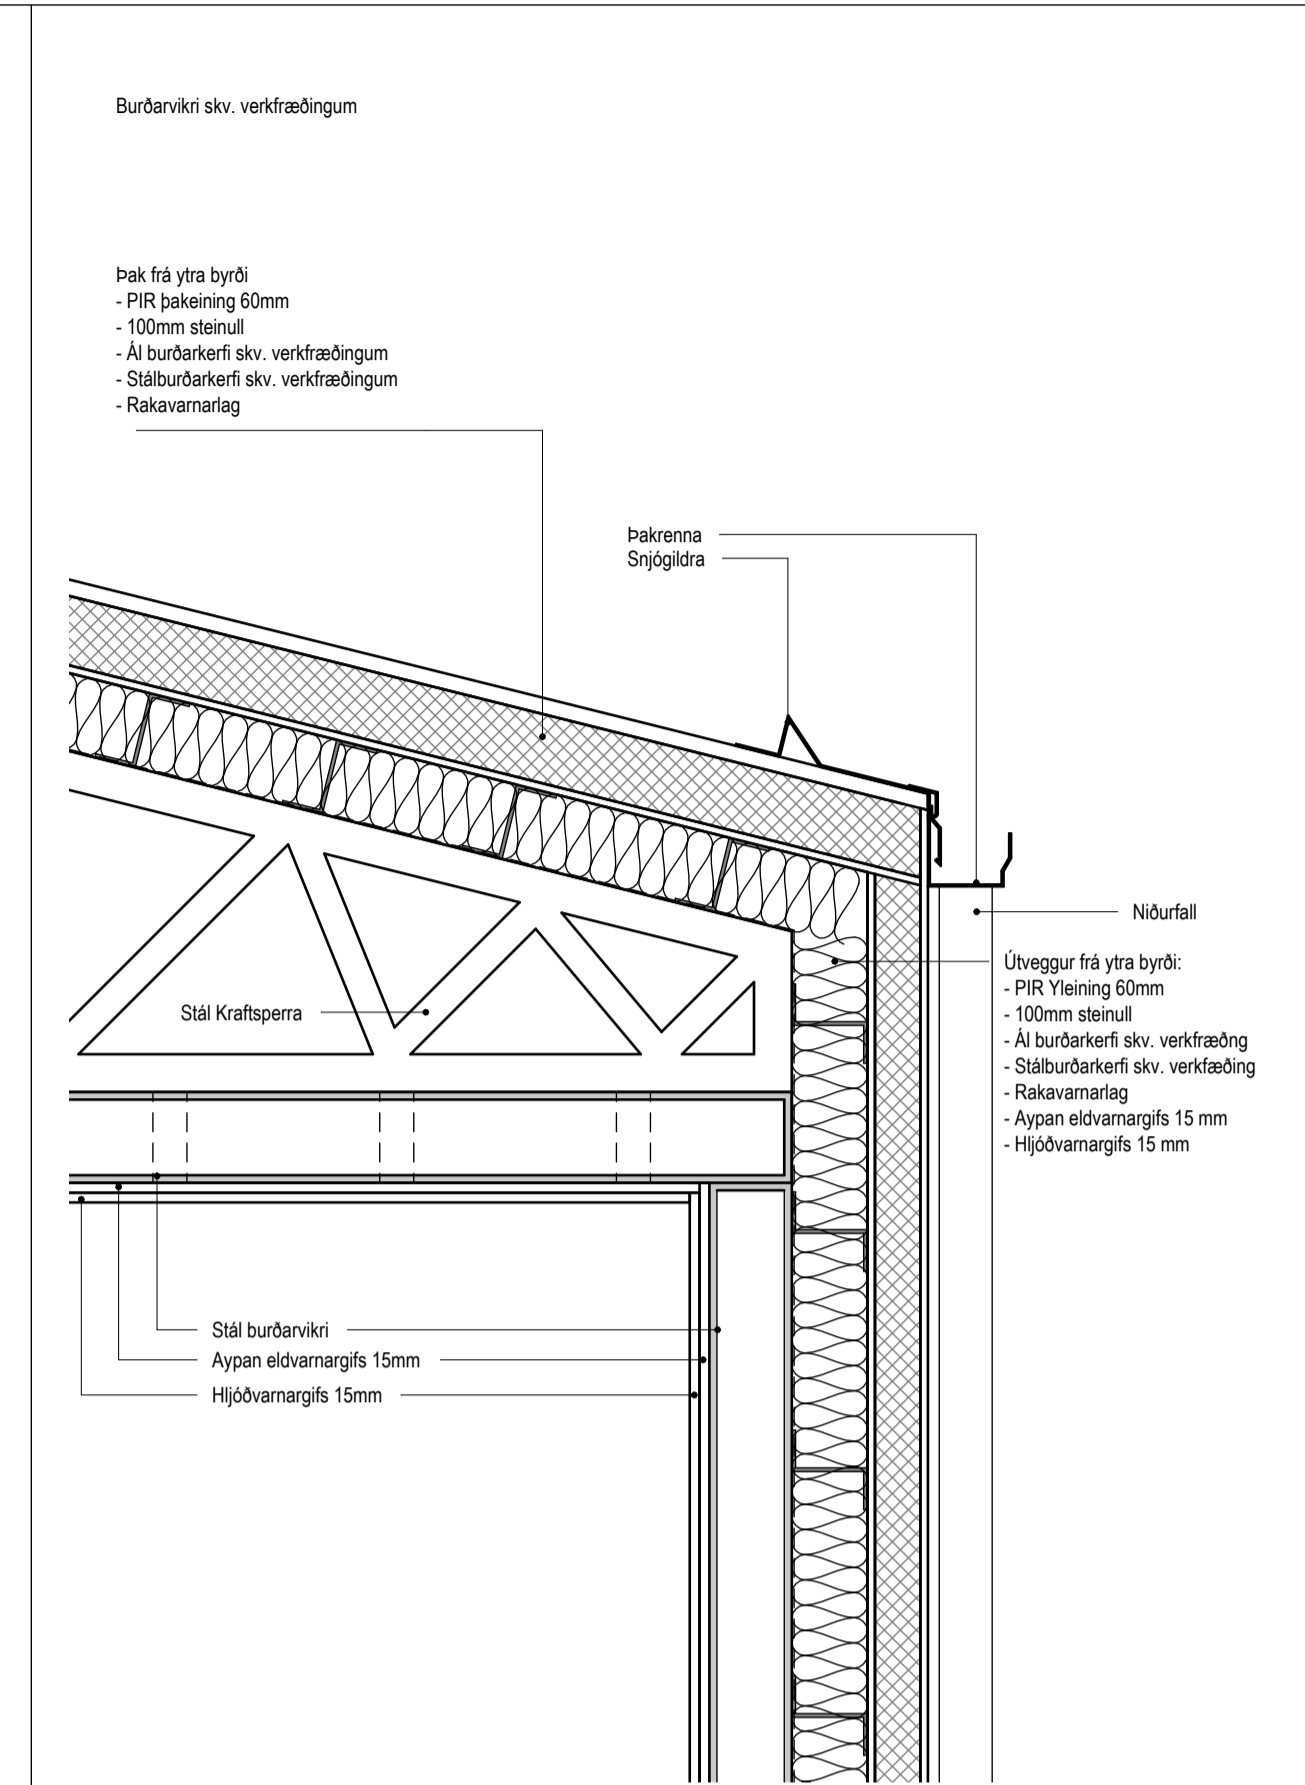 Burðarvikri skv. verkfræðingum
Þak frá ytra byrði
- PIR þakeining 60mm
- 100mm steinull
- Ál burðarkerfi skv. verkfræðingum
- Stálburðarkerfi skv. verkfræðingum
- Rakavarnarlag
Þakrenna
Snjógildra
Niðurfall
Útveggur frá ytra byrði:
- PIR Yleining 60mm
- 100mm steinull
- Ál burðarkerfi skv. verkfræðng
- Stálburðarkerfi skv. verkfæðing
- Rakavarnarlag
- Aypan eldvarnargifs 15 mm
- Hljóðvarnargifs 15 mm
Stál Kraftsperra
Stál burðarvikri
Aypan eldvarnargifs 15mm
Hljóðvarnargifs 15mm